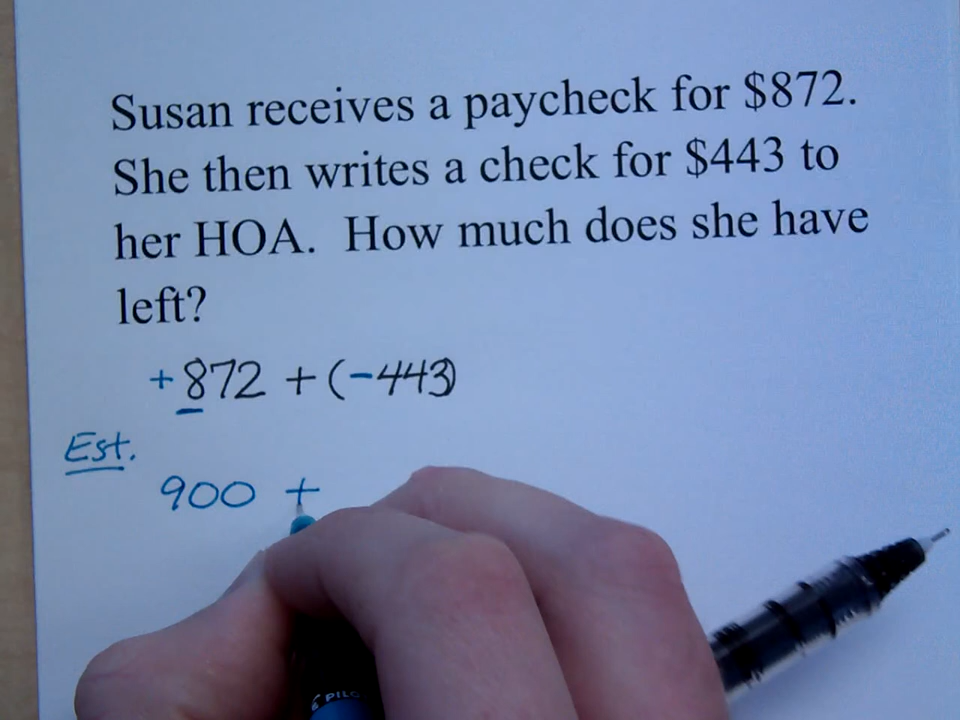 Susan receives a paycheck for $872.
She then writes a check for $443 to
her HOA. How much does she have
left?
+872 + (-443)
Est.
900 +